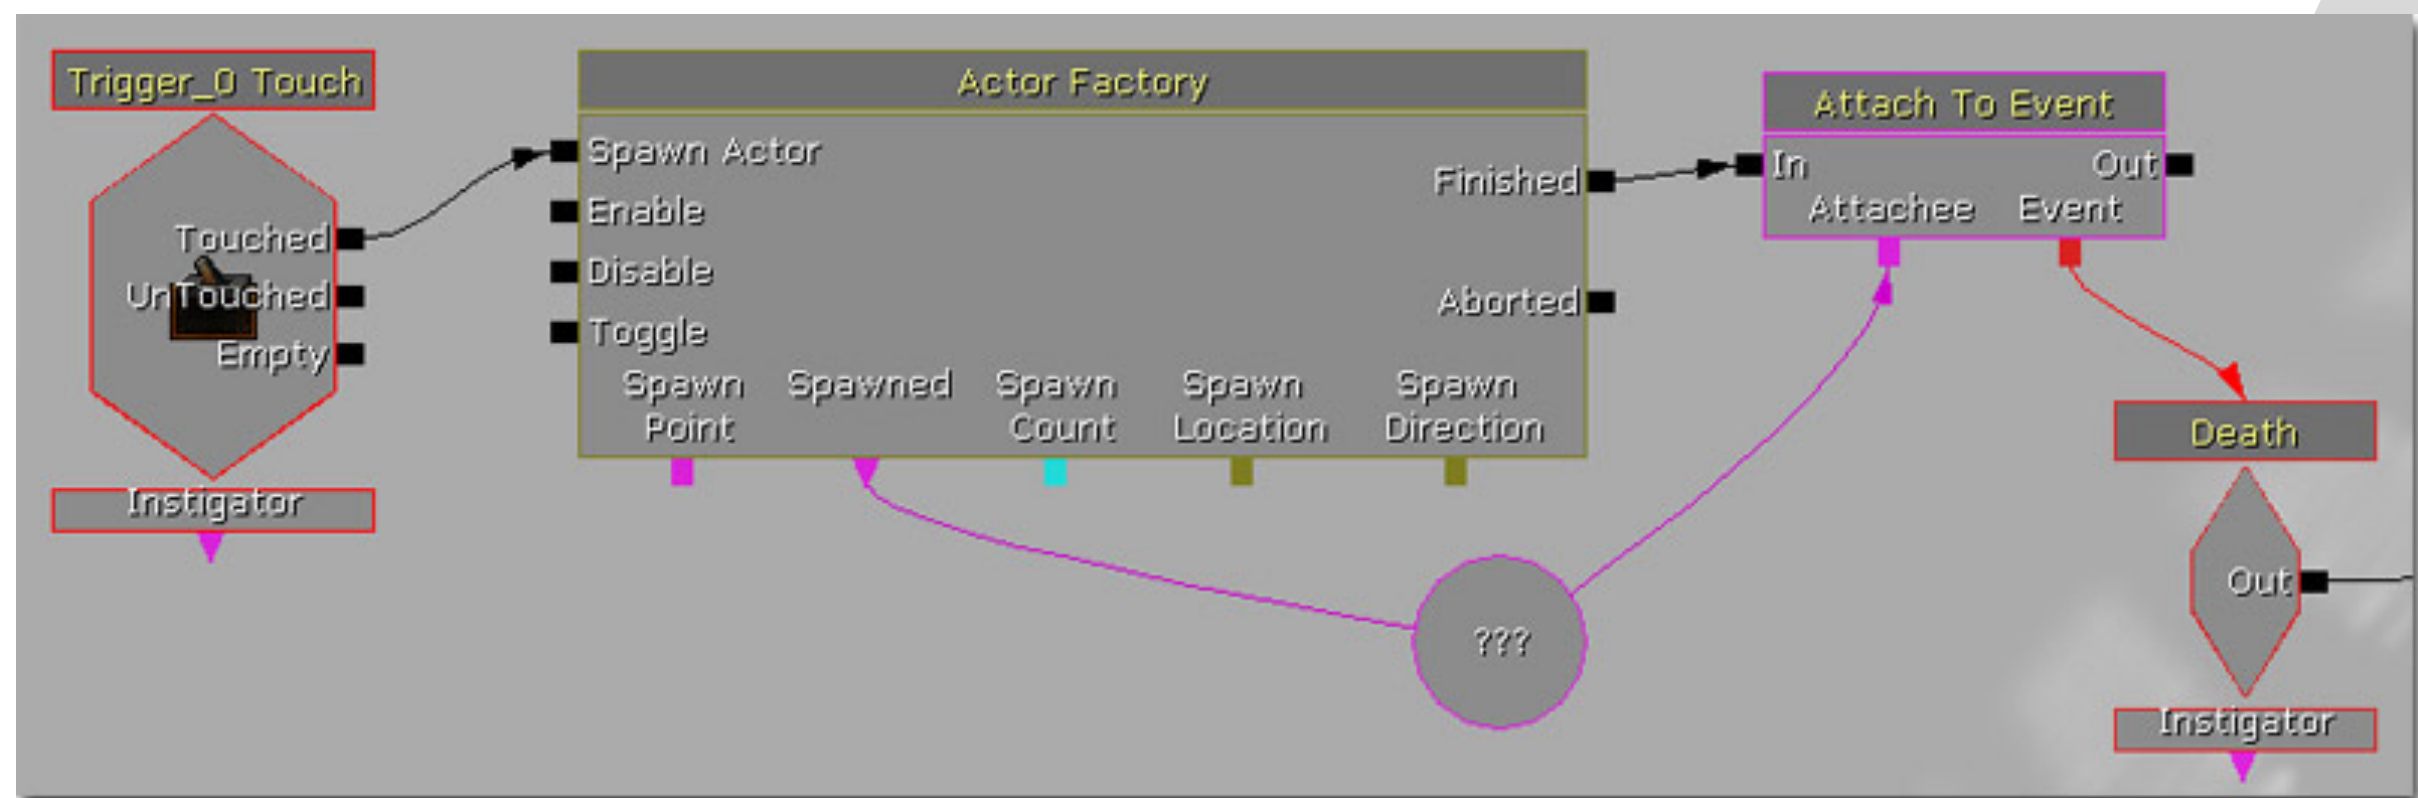 Trigger_0 Touch
Touched
UnTouched
Empty
Instigator
Actor Factory
Spawn Actor
Enable
Disable
Toggle
Finished
Aborted
Spawn Point
Spawned
Spawn Count
Spawn Location
Spawn Direction
???
Attach To Event
In
Out
Attachee
Event
Death
Out
Instigator